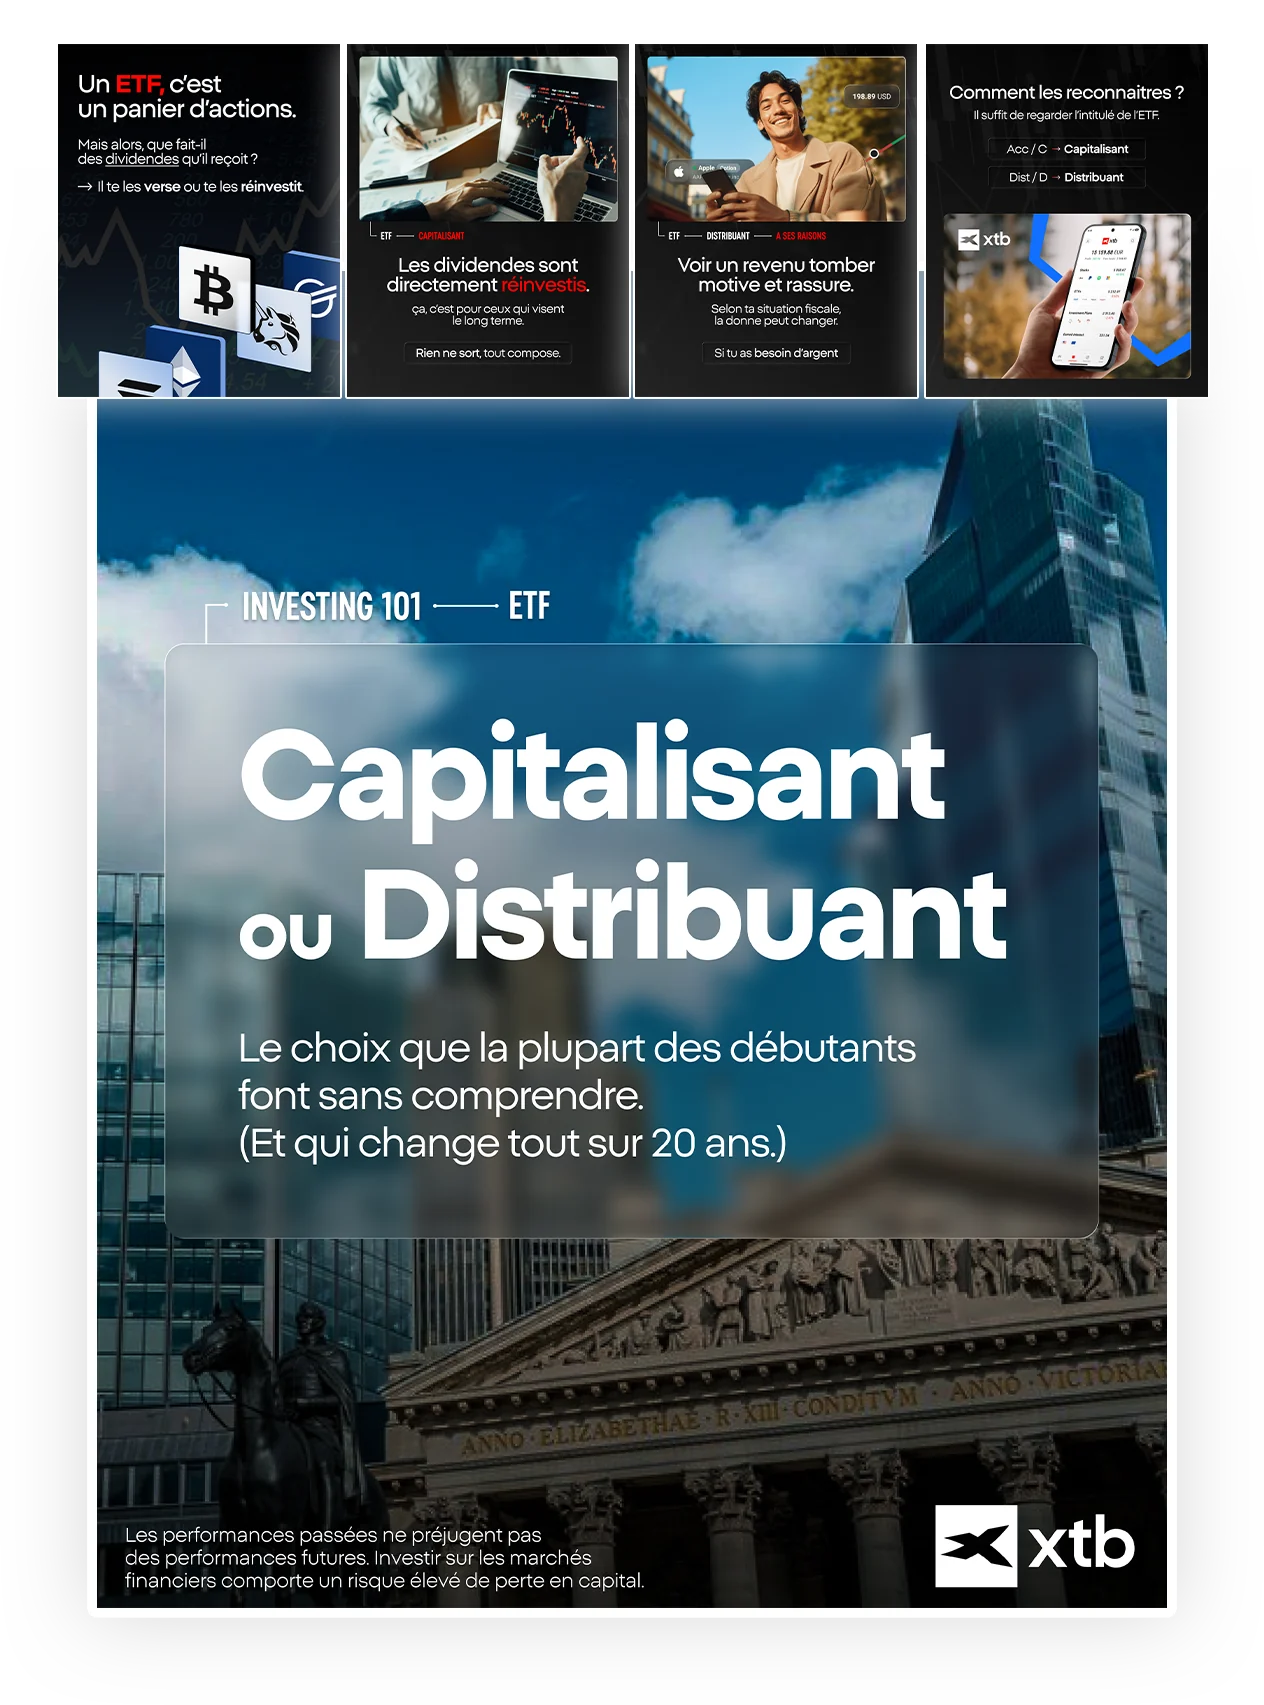 Un ETF, c'est
un panier d'actions.
Mais alors, que fait-il
des dividendes qu'il reçoit ?
→ Il te les verse ou te les réinvestit.
ETF CAPITALISANT
Les dividendes sont
directement réinvestis.
ça, c'est pour ceux qui visent
le long terme.
Rien ne sort, tout compose.
198.89 USD
Apple Option
ETF DISTRIBUANT A SES RAISONS
Voir un revenu tomber
motive et rassure.
Selon ta situation fiscale,
la donne peut changer.
Si tu as besoin d'argent
Comment les reconnaitres ?
Il suffit de regarder l'intitulé de l'ETF.
Acc / C → Capitalisant
Dist / D → Distribuant
xtb
xtb
INVESTING 101 ETF
Capitalisant
ou Distribuant
Le choix que la plupart des débutants
font sans comprendre.
(Et qui change tout sur 20 ans.)
ANNO · ELIZABETHAE · R · XIII · CONDITVM · ANNO · VICTORIAE
Les performances passées ne préjugent pas
des performances futures. Investir sur les marchés
financiers comporte un risque élevé de perte en capital.
xtb